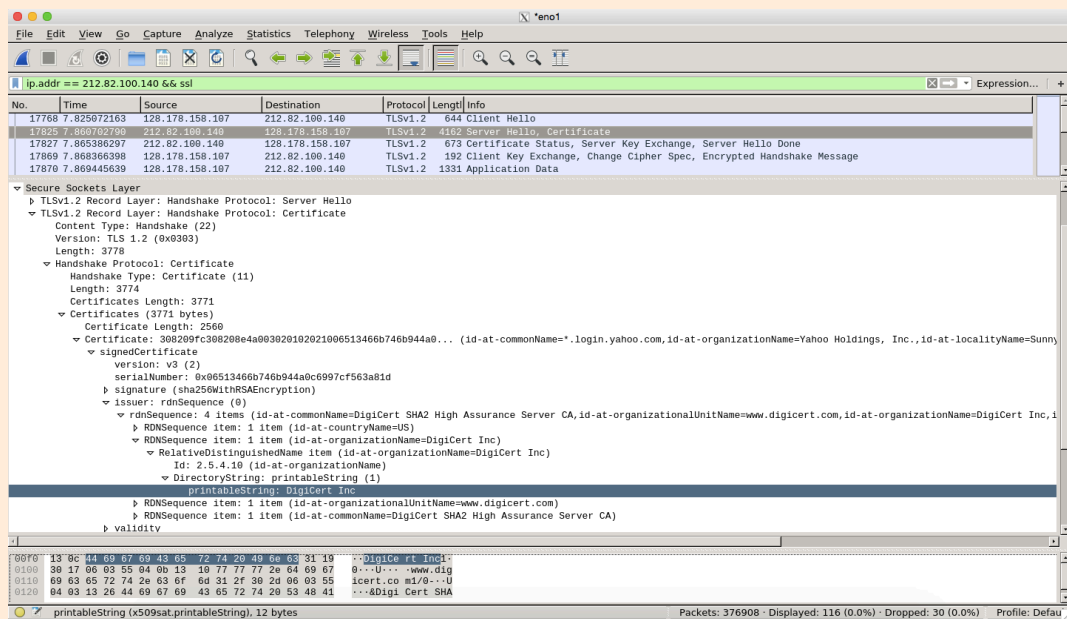 *eno1
File Edit View Go Capture Analyze Statistics Telephony Wireless Tools Help
ip.addr == 212.82.100.140 && ssl Expression... +
No. Time Source Destination Protocol Lengtl Info
17768 7.825072163 128.178.158.107 212.82.100.140 TLSv1.2 644 Client Hello
17825 7.860702790 212.82.100.140 128.178.158.107 TLSv1.2 4162 Server Hello, Certificate
17827 7.865386297 212.82.100.140 128.178.158.107 TLSv1.2 673 Certificate Status, Server Key Exchange, Server Hello Done
17869 7.868366398 128.178.158.107 212.82.100.140 TLSv1.2 192 Client Key Exchange, Change Cipher Spec, Encrypted Handshake Message
17870 7.869445639 128.178.158.107 212.82.100.140 TLSv1.2 1331 Application Data
Secure Sockets Layer
TLSv1.2 Record Layer: Handshake Protocol: Server Hello
TLSv1.2 Record Layer: Handshake Protocol: Certificate
Content Type: Handshake (22)
Version: TLS 1.2 (0x0303)
Length: 3778
Handshake Protocol: Certificate
Handshake Type: Certificate (11)
Length: 3774
Certificates Length: 3771
Certificates (3771 bytes)
Certificate Length: 2560
Certificate: 308209fc308208e4a003020102021006513466b746b944a0... (id-at-commonName=*.login.yahoo.com,id-at-organizationName=Yahoo Holdings, Inc.,id-at-localityName=Sunny
signedCertificate
version: v3 (2)
serialNumber: 0x06513466b746b944a0c6997cf563a81d
signature (sha256WithRSAEncryption)
issuer: rdnSequence (0)
rdnSequence: 4 items (id-at-commonName=DigiCert SHA2 High Assurance Server CA,id-at-organizationalUnitName=www.digicert.com,id-at-organizationName=DigiCert Inc,i
RDNSequence item: 1 item (id-at-countryName=US)
RDNSequence item: 1 item (id-at-organizationName=DigiCert Inc)
RelativeDistinguishedName item (id-at-organizationName=DigiCert Inc)
Id: 2.5.4.10 (id-at-organizationName)
DirectoryString: printableString (1)
printableString: DigiCert Inc
RDNSequence item: 1 item (id-at-organizationalUnitName=www.digicert.com)
RDNSequence item: 1 item (id-at-commonName=DigiCert SHA2 High Assurance Server CA)
validity
00f0 13 0c 44 69 67 69 43 65 72 74 20 49 6e 63 31 19 ··DigiCe rt Inc1·
0100 30 17 06 03 55 04 0b 13 10 77 77 77 2e 64 69 67 0···U··· ·www.dig
0110 69 63 65 72 74 2e 63 6f 6d 31 2f 30 2d 06 03 55 icert.co m1/0-··U
0120 04 03 13 26 44 69 67 69 43 65 72 74 20 53 48 41 ···&Digi Cert SHA
printableString (x509sat.printableString), 12 bytes Packets: 376908 · Displayed: 116 (0.0%) · Dropped: 30 (0.0%) Profile: Defau